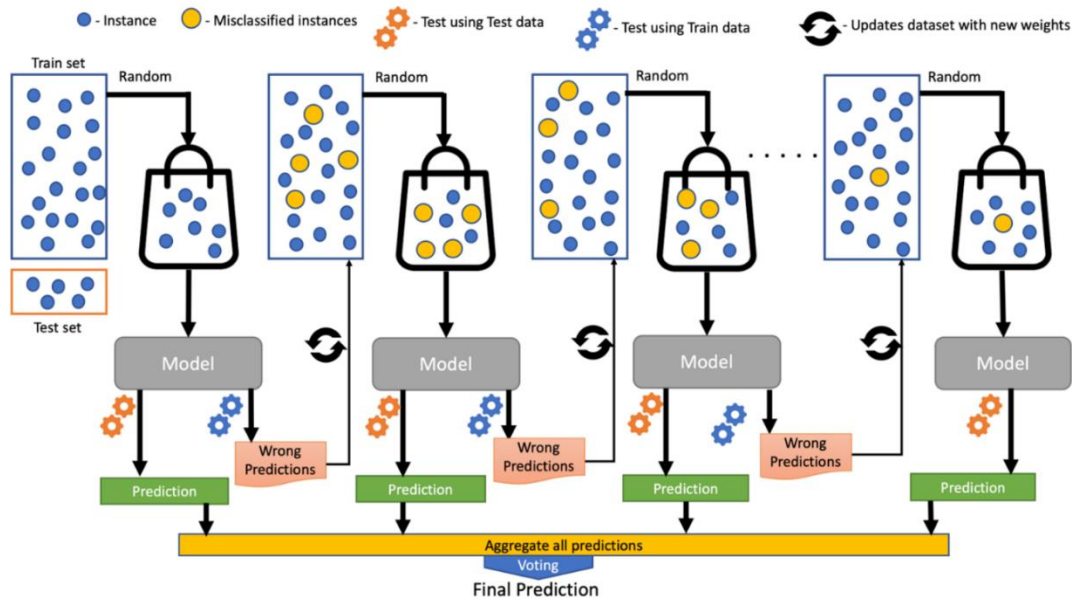 - Instance
- Misclassified instances
- Test using Test data
- Test using Train data
- Updates dataset with new weights
Train set
Random
Random
Random
Random
Test set
Model
Model
Model
Model
Wrong
Predictions
Wrong
Predictions
Wrong
Predictions
Prediction
Prediction
Prediction
Prediction
Aggregate all predictions
Voting
Final Prediction